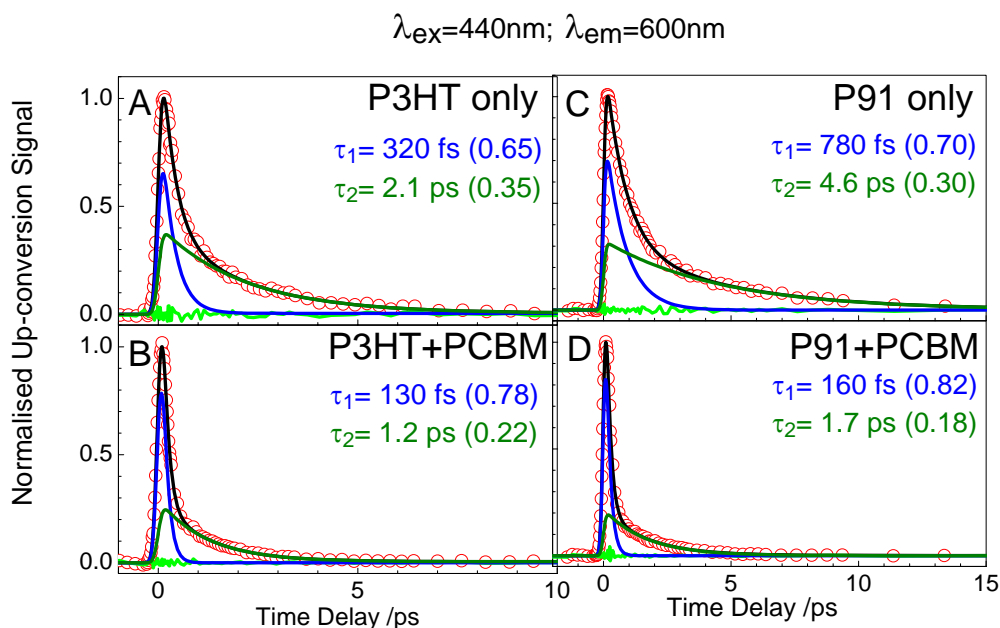 λex=440nm; λem=600nm
Normalised Up-conversion Signal
A
P3HT only
τ1= 320 fs (0.65)
τ2= 2.1 ps (0.35)
1.0
0.5
0.0
C
P91 only
τ1= 780 fs (0.70)
τ2= 4.6 ps (0.30)
B
P3HT+PCBM
τ1= 130 fs (0.78)
τ2= 1.2 ps (0.22)
1.0
0.5
0.0
0 5 10
Time Delay /ps
D
P91+PCBM
τ1= 160 fs (0.82)
τ2= 1.7 ps (0.18)
0 5 10 15
Time Delay /ps